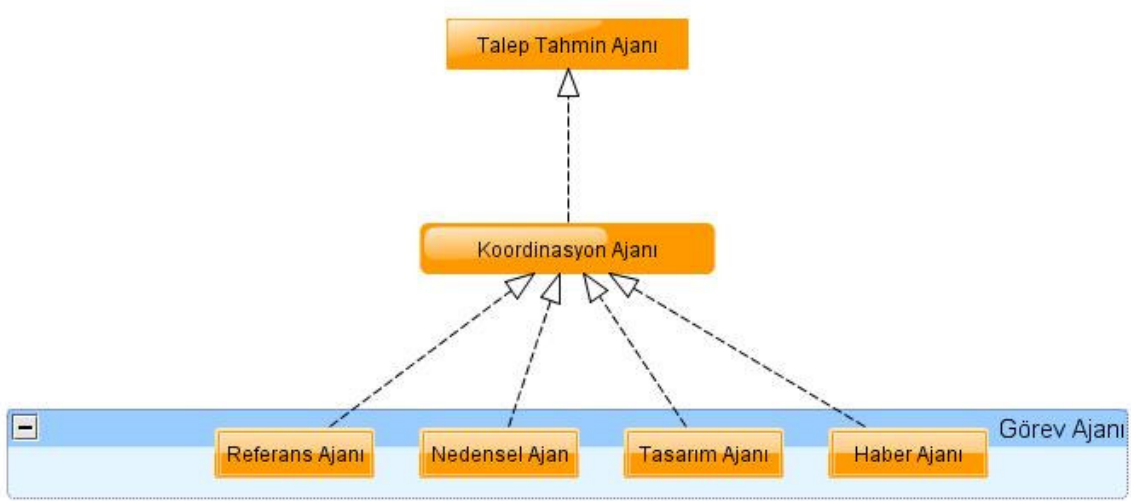 Talep Tahmin Ajanı
Koordinasyon Ajanı
Görev Ajanı
Referans Ajanı
Nedensel Ajan
Tasarım Ajanı
Haber Ajanı